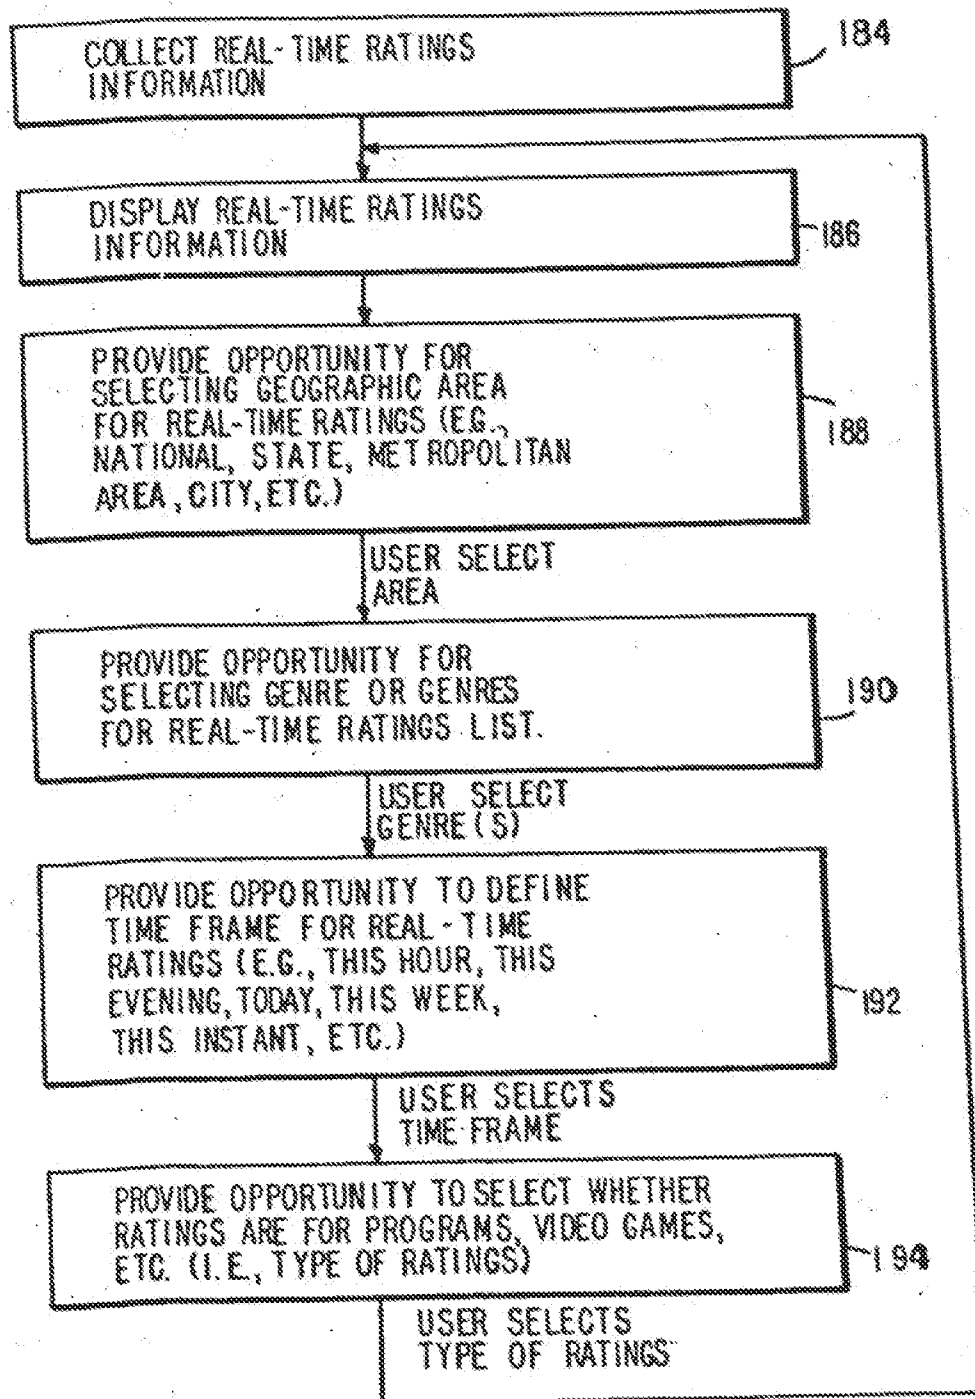 COLLECT REAL-TIME RATINGS
INFORMATION
184
DISPLAY REAL-TIME RATINGS
INFORMATION
186
PROVIDE OPPORTUNITY FOR
SELECTING GEOGRAPHIC AREA
FOR REAL-TIME RATINGS (E.G.,
NATIONAL, STATE, METROPOLITAN
AREA, CITY, ETC.)
188
USER SELECT
AREA
PROVIDE OPPORTUNITY FOR
SELECTING GENRE OR GENRES
FOR REAL-TIME RATINGS LIST.
190
USER SELECT
GENRE(S)
PROVIDE OPPORTUNITY TO DEFINE
TIME FRAME FOR REAL-TIME
RATINGS (E.G., THIS HOUR, THIS
EVENING, TODAY, THIS WEEK,
THIS INSTANT, ETC.)
192
USER SELECTS
TIME FRAME
PROVIDE OPPORTUNITY TO SELECT WHETHER
RATINGS ARE FOR PROGRAMS, VIDEO GAMES,
ETC. (I.E., TYPE OF RATINGS)
194
USER SELECTS
TYPE OF RATINGS